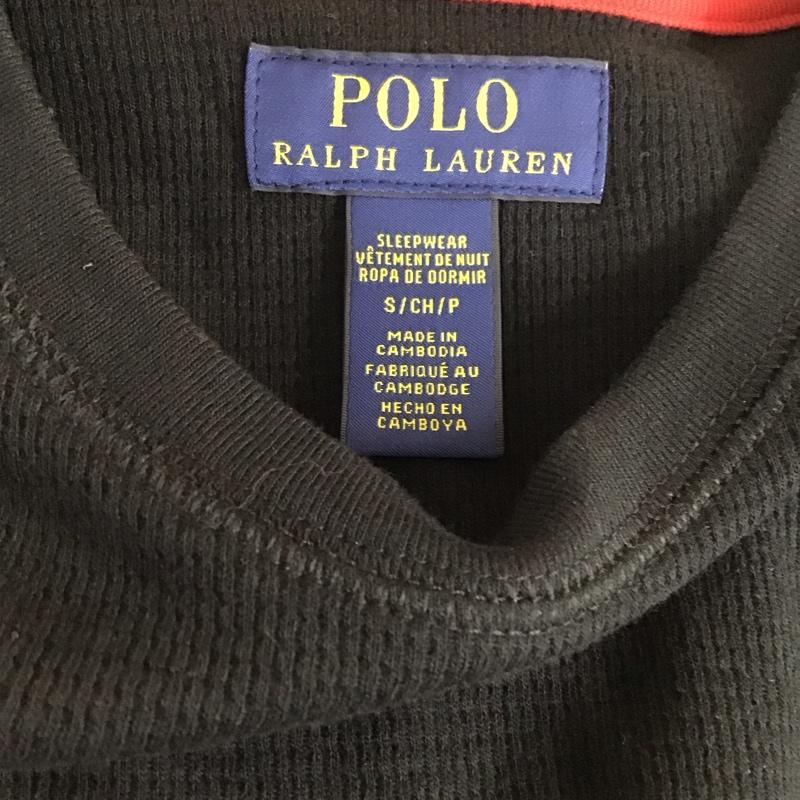 POLO
RALPH LAUREN
SLEEPWEAR
VÊTEMENT DE NUIT
ROPA DE DORMIR
S/CH/P
MADE IN
CAMBODIA
FABRIQUÉ AU
CAMBODGE
HECHO EN
CAMBOYA